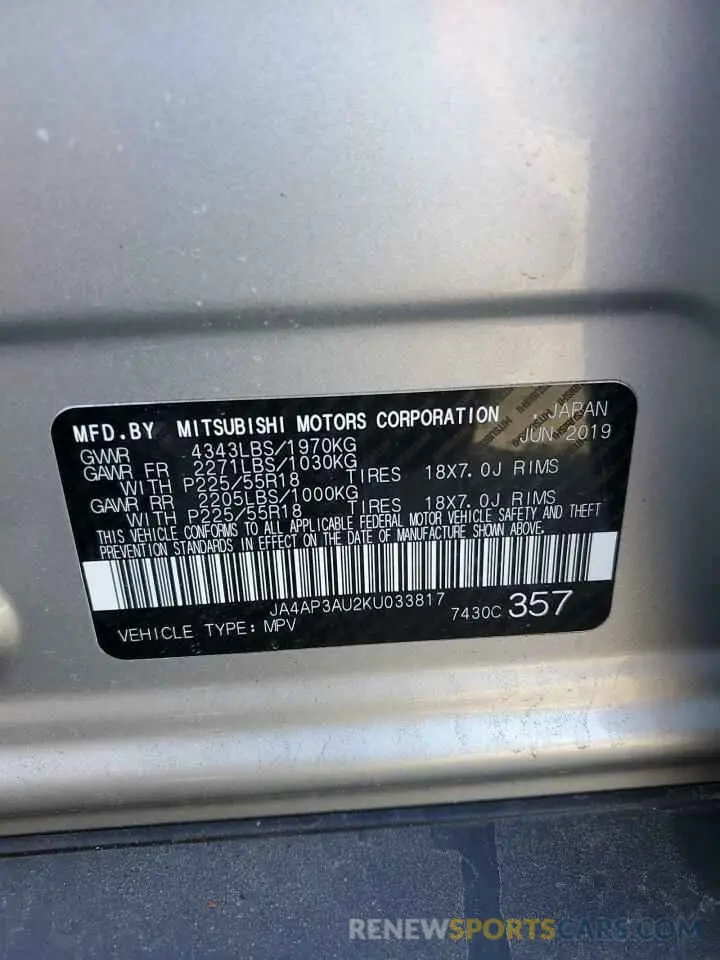 MFD.BY MITSUBISHI MOTORS CORPORATION JAPAN
GVWR 4343LBS/1970KG JUN 2019
GAWR FR 2271LBS/1030KG
WITH P225/55R18 TIRES 18X7.0J RIMS
GAWR RR 2205LBS/1000KG
WITH P225/55R18 TIRES 18X7.0J RIMS
THIS VEHICLE CONFORMS TO ALL APPLICABLE FEDERAL MOTOR VEHICLE SAFETY AND THEFT
PREVENTION STANDARDS IN EFFECT ON THE DATE OF MANUFACTURE SHOWN ABOVE.
JA4AP3AU2KU033817 7430C 357
VEHICLE TYPE: MPV
RENEWSPORTSCARS.COM